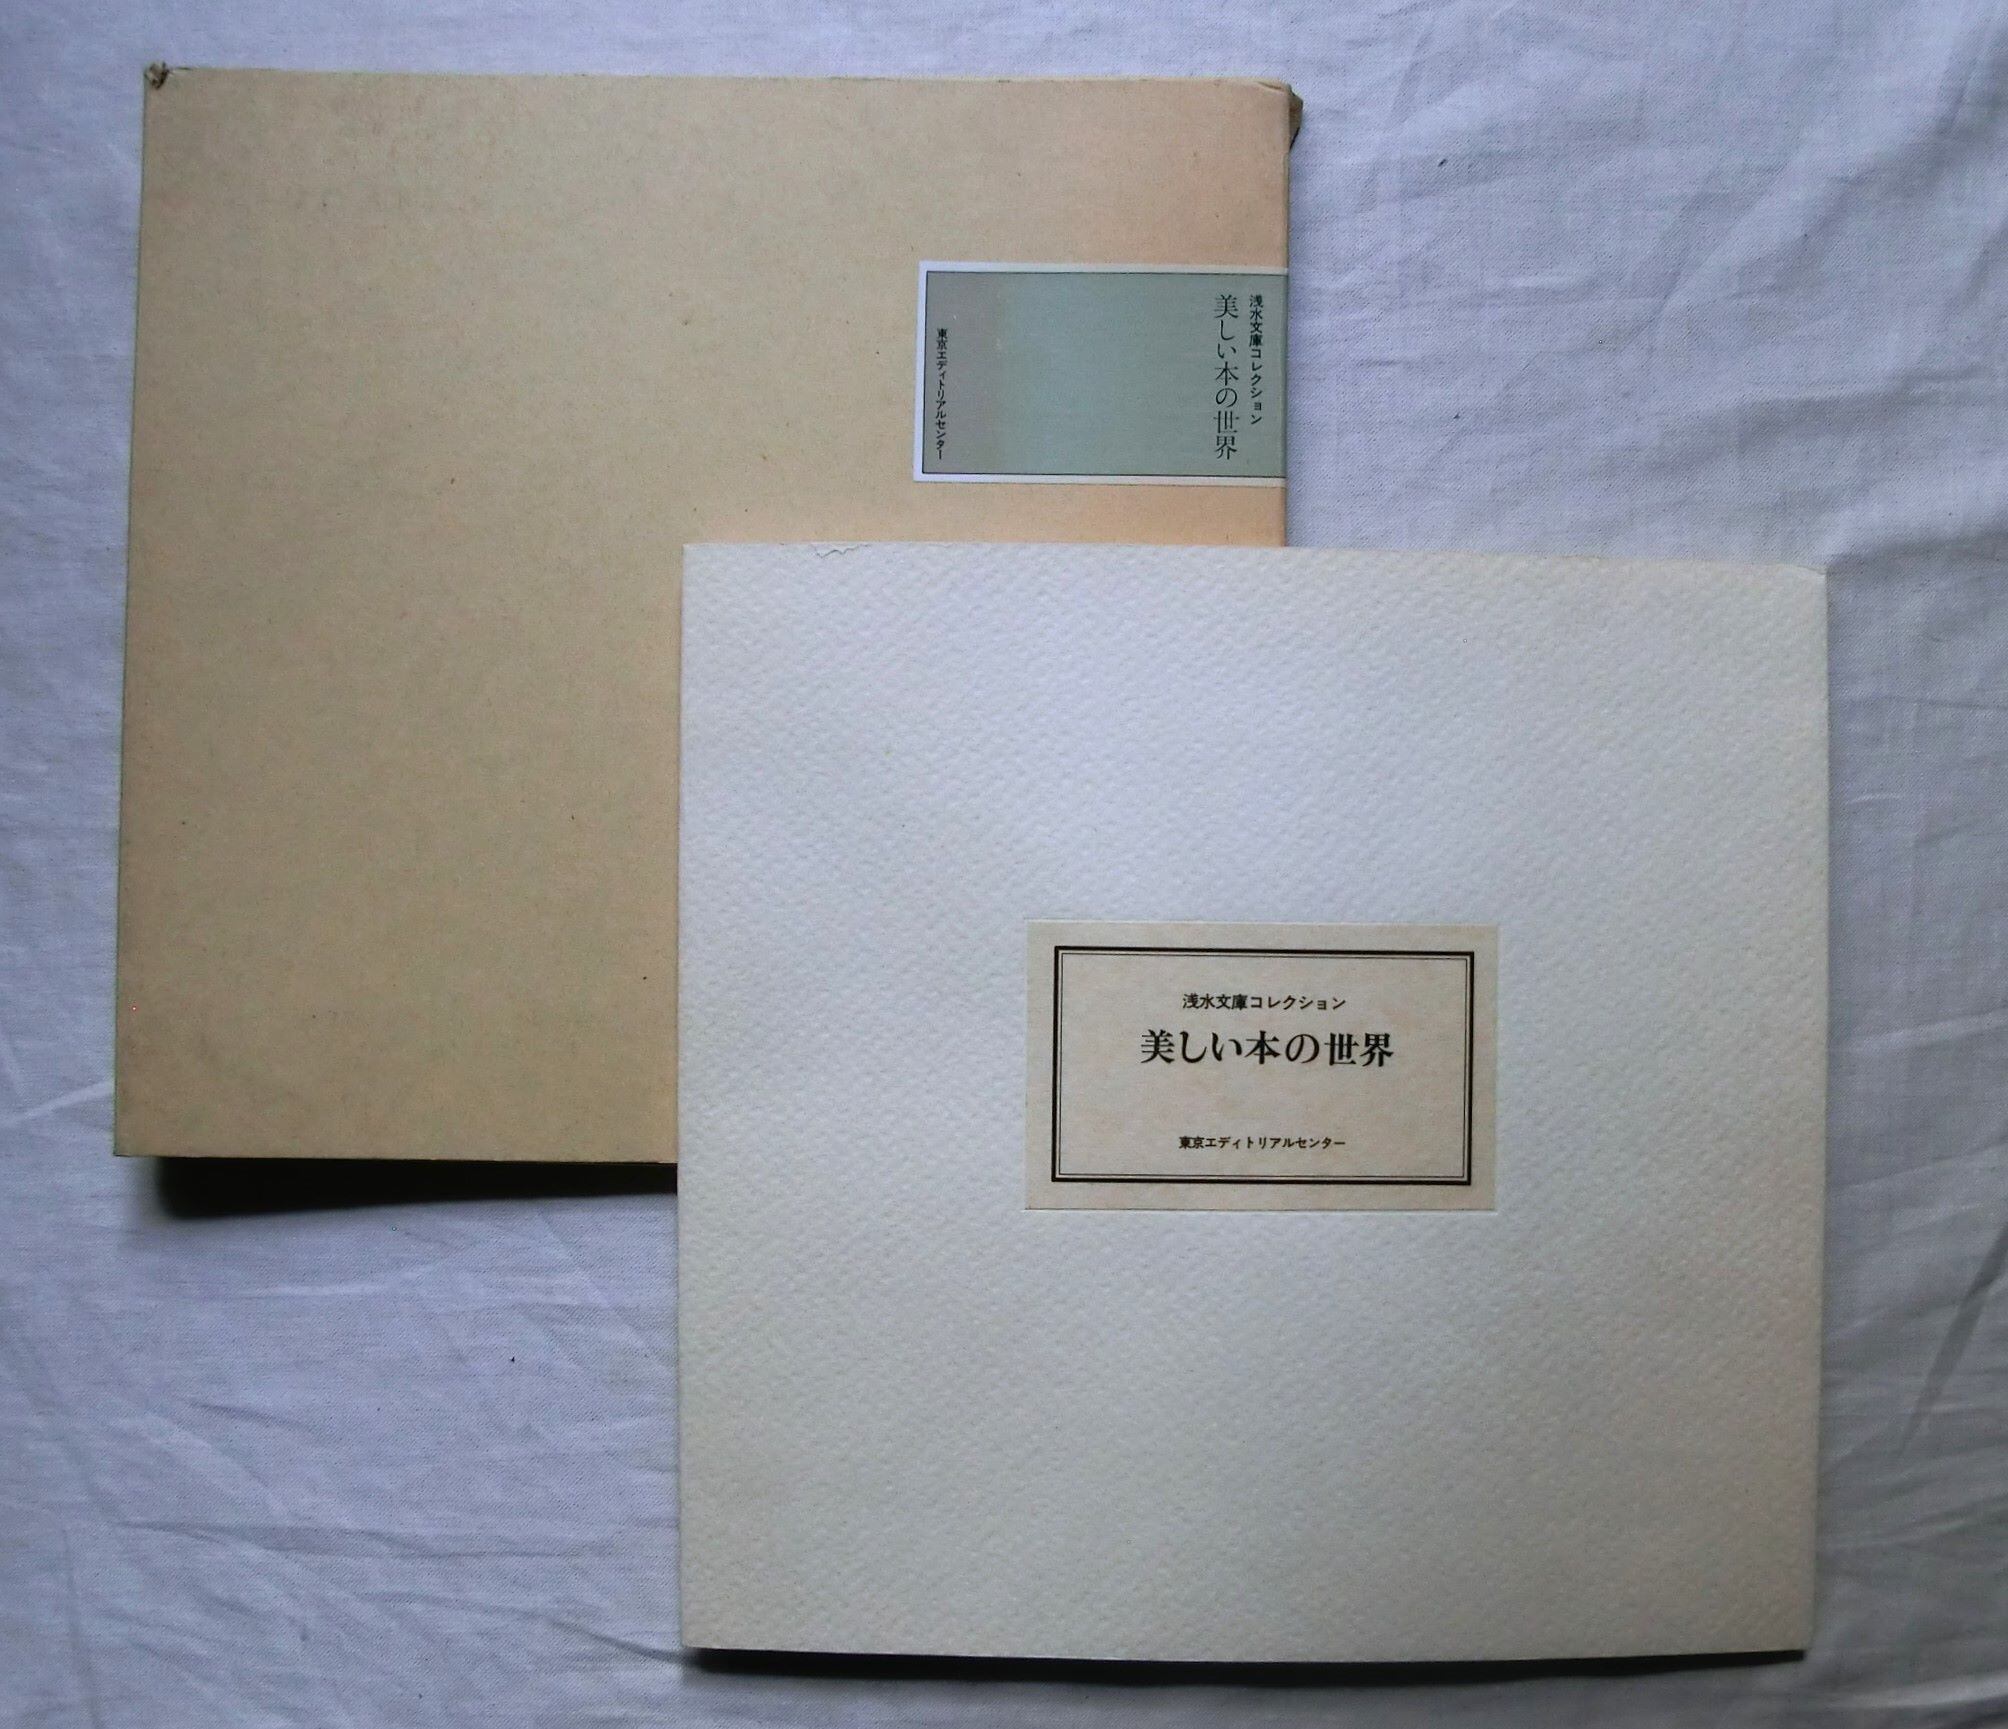 浅水文庫コレクション
美しい本の世界
東京エディトリアルセンター
浅水文庫コレクション
美しい本の世界
東京エディトリアルセンター